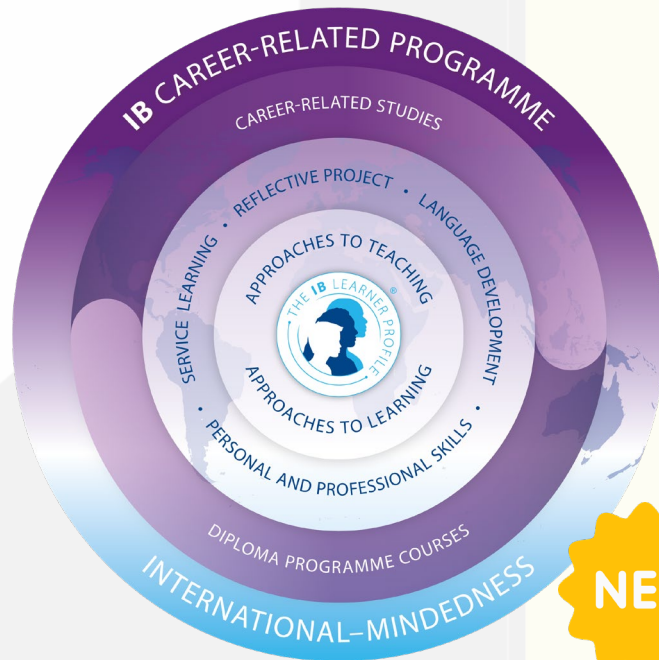 IB CAREER-RELATED PROGRAMME
CAREER-RELATED STUDIES
SERVICE LEARNING • REFLECTIVE PROJECT • LANGUAGE DEVELOPMENT •
APPROACHES TO TEACHING
THE IB LEARNER PROFILE ®
APPROACHES TO LEARNING
• PERSONAL AND PROFESSIONAL SKILLS
DIPLOMA PROGRAMME COURSES
INTERNATIONAL–MINDEDNESS
NE